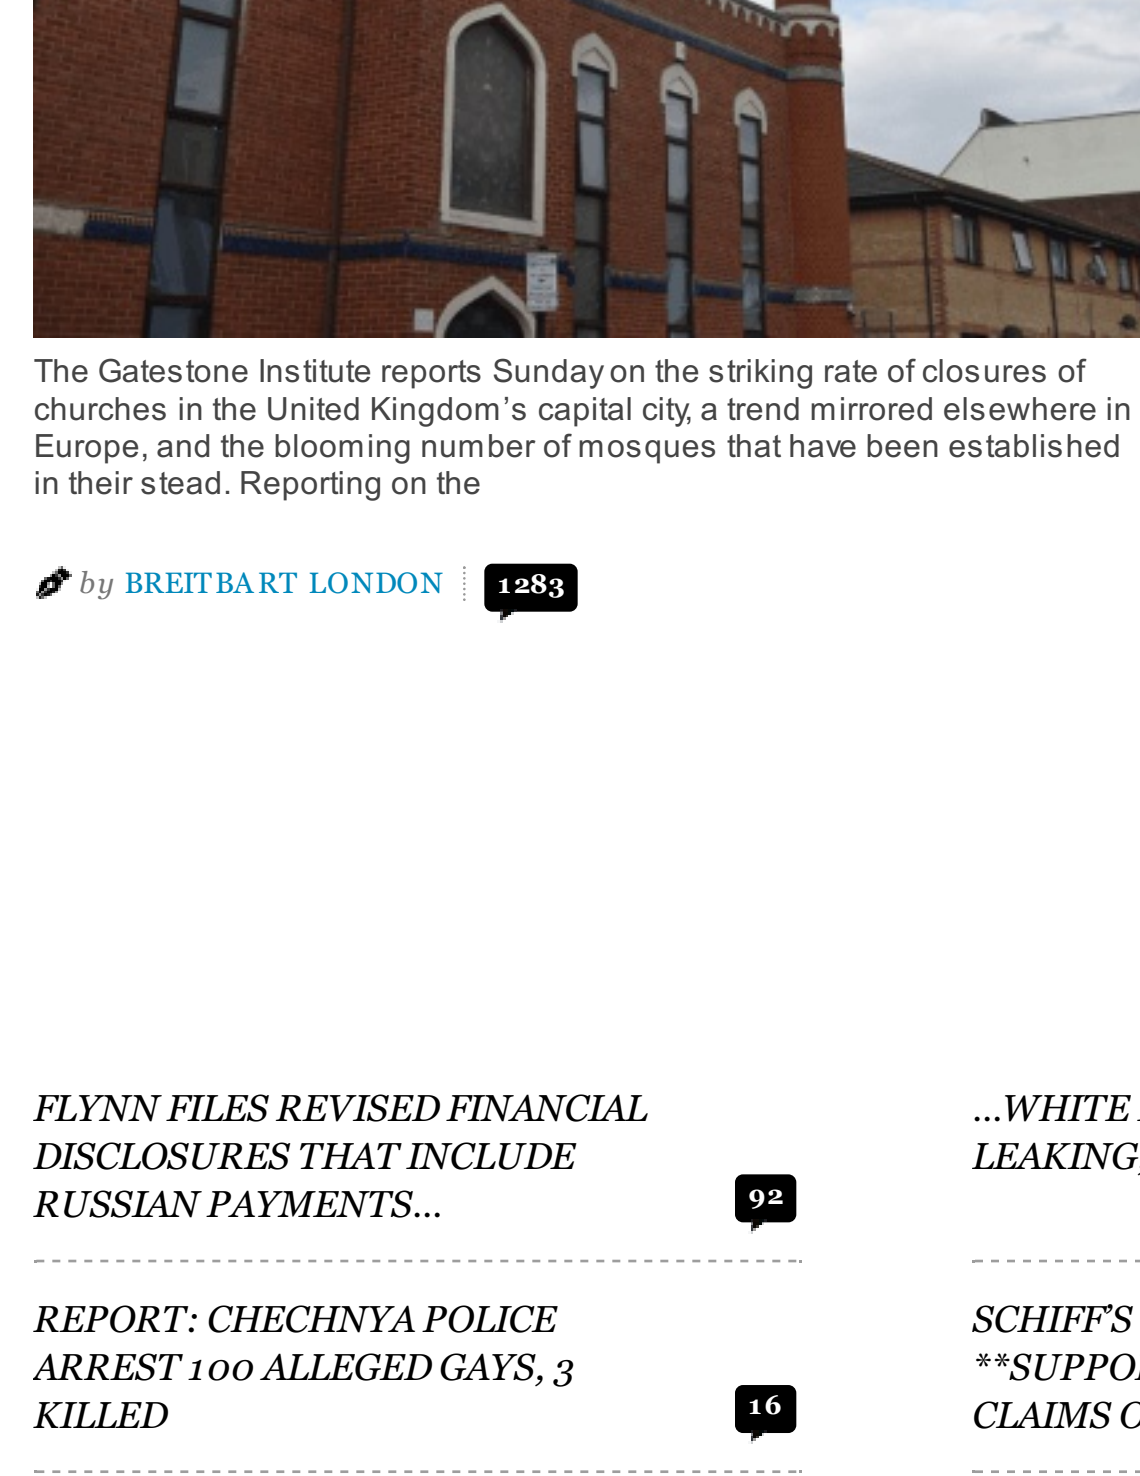 The Gatestone Institute reports Sunday on the striking rate of closures of
churches in the United Kingdom’s capital city, a trend mirrored elsewhere in
Europe, and the blooming number of mosques that have been established
in their stead. Reporting on the
by BREITBART LONDON 1283
FLYNN FILES REVISED FINANCIAL
DISCLOSURES THAT INCLUDE
RUSSIAN PAYMENTS…
92
REPORT: CHECHNYA POLICE
ARREST 100 ALLEGED GAYS, 3
KILLED
16
…WHITE
LEAKING,
SCHIFF’S
**SUPPO
CLAIMS O